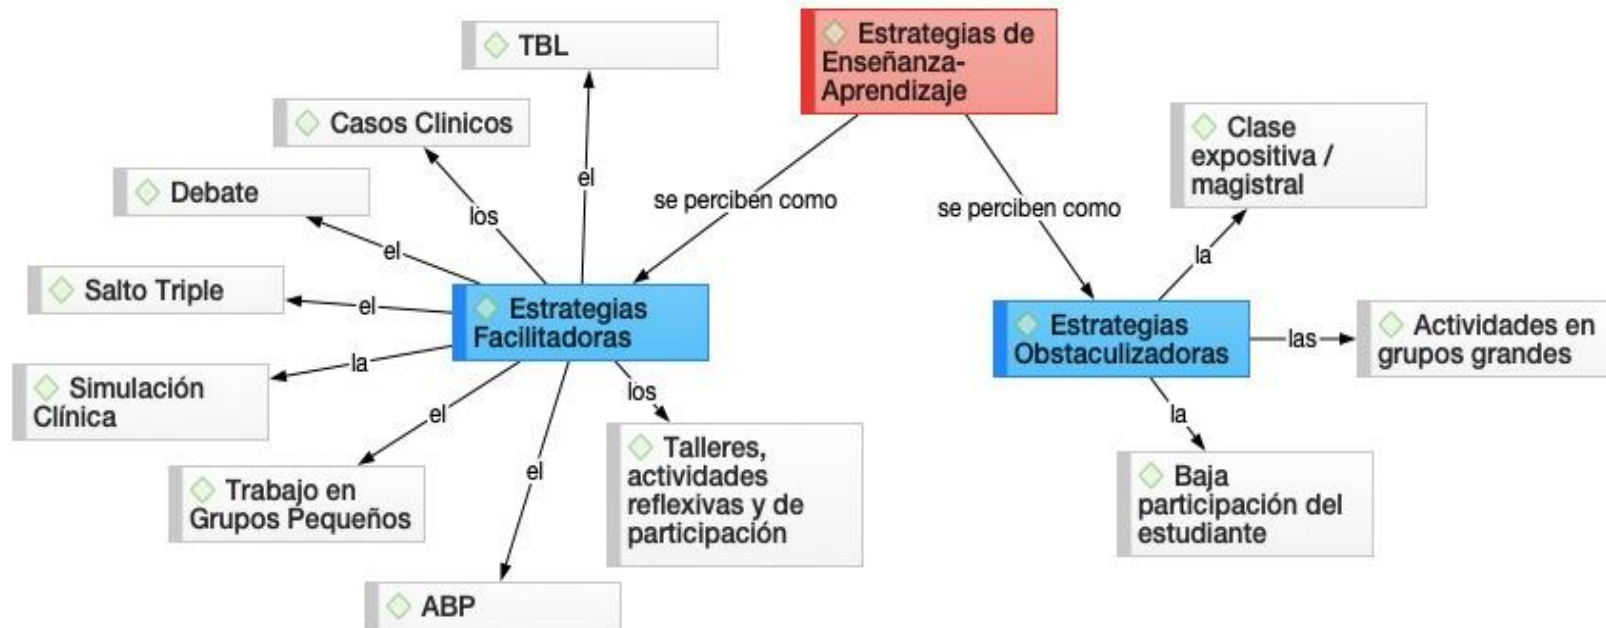 Estrategias de
Enseñanza-
Aprendizaje
TBL
Casos Clinicos
Debate
Salto Triple
Simulación
Clínica
Trabajo en
Grupos Pequeños
ABP
Talleres,
actividades
reflexivas y de
participación
Estrategias
Facilitadoras
el
los
el
el
la
el
el
los
se perciben como
se perciben como
Estrategias
Obstaculizadoras
la
las
la
Clase
expositiva /
magistral
Actividades en
grupos grandes
Baja
participación del
estudiante